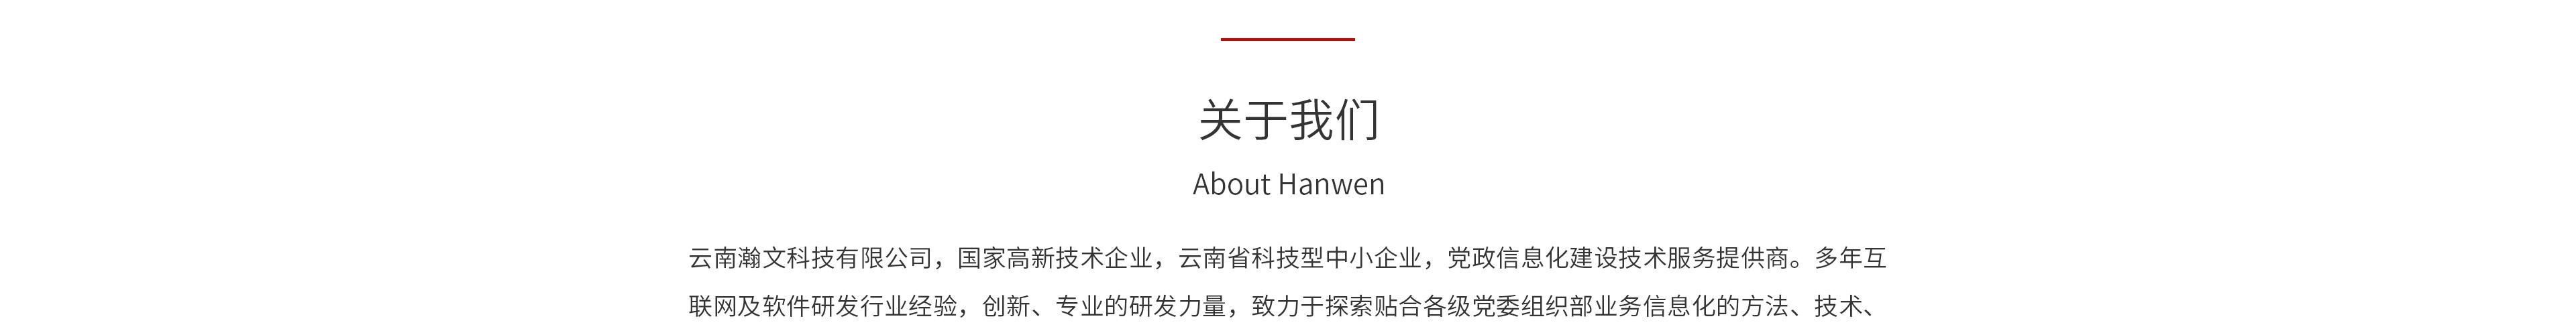 关于我们
About Hanwen
云南瀚文科技有限公司，国家高新技术企业，云南省科技型中小企业，党政信息化建设技术服务提供商。多年互
联网及软件研发行业经验，创新、专业的研发力量，致力于探索贴合各级党委组织部业务信息化的方法、技术、